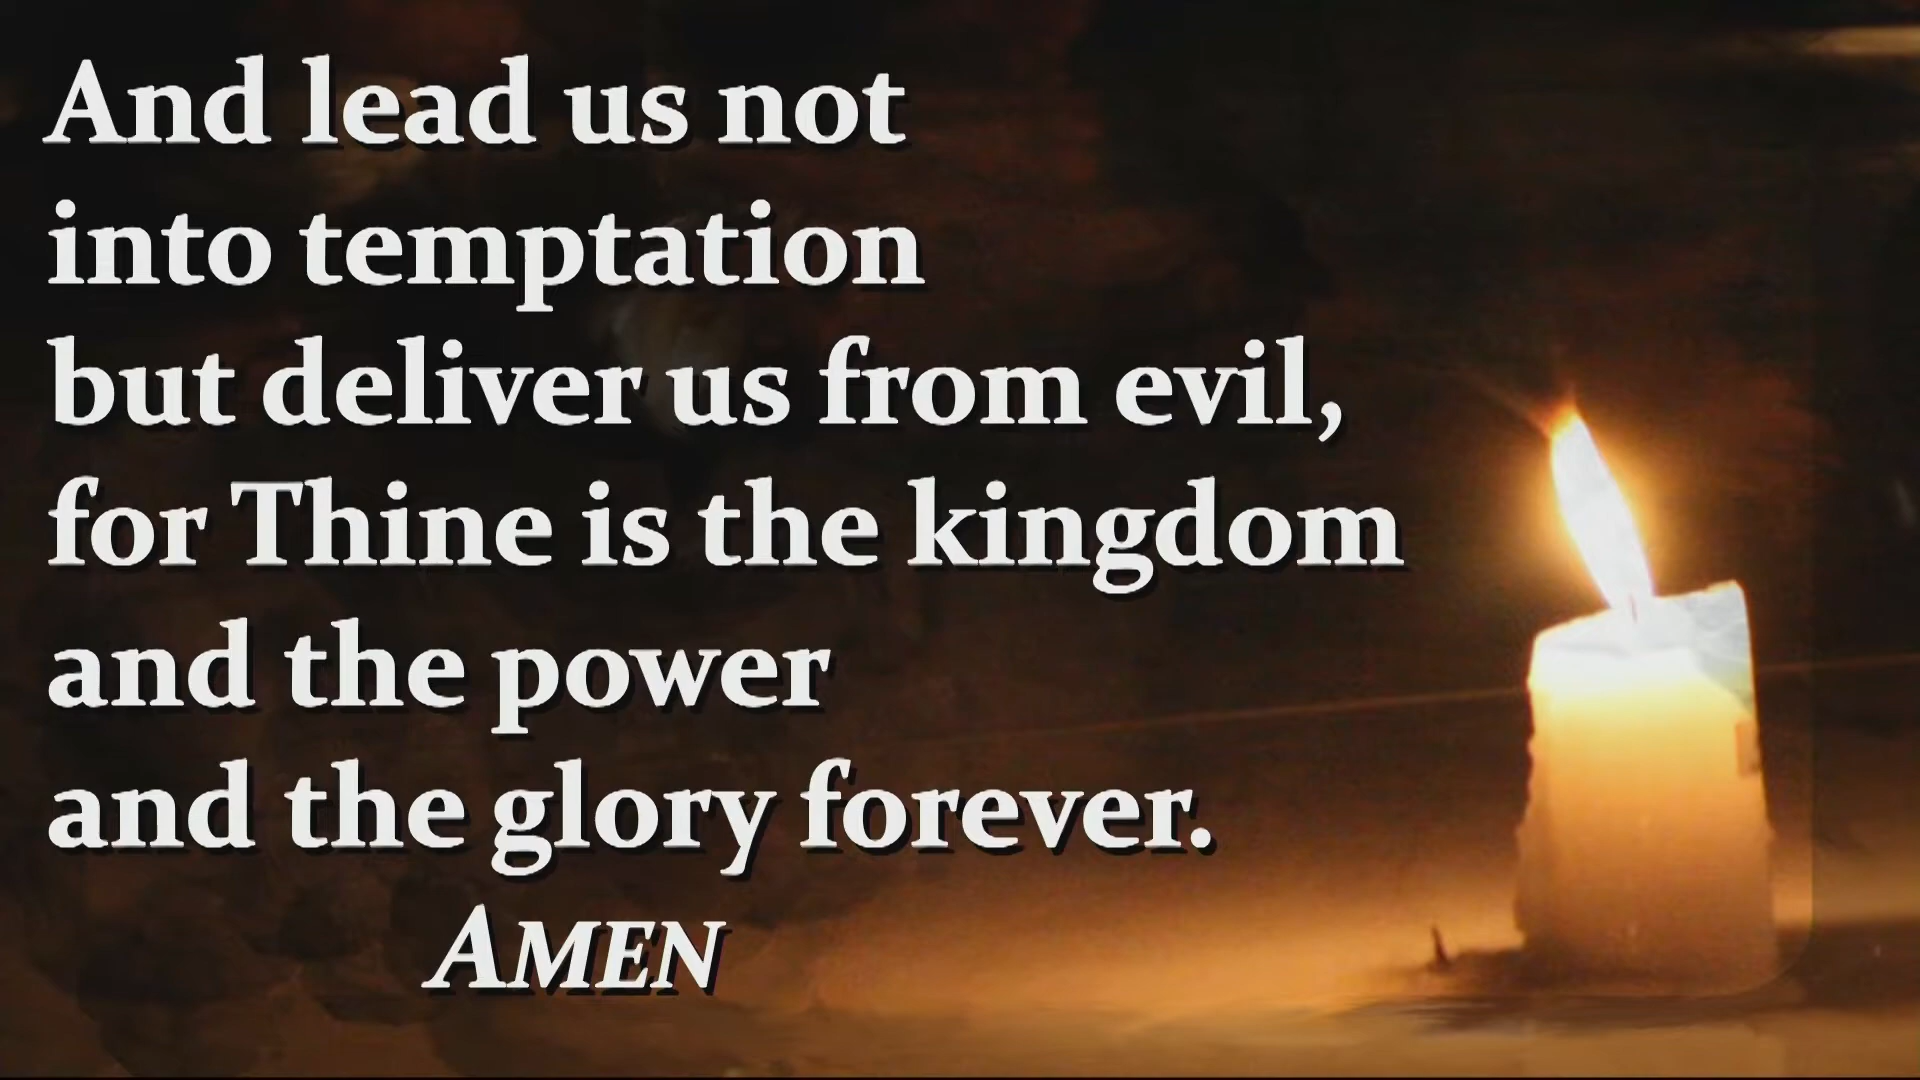 And lead us not
into temptation
but deliver us from evil,
for Thine is the kingdom
and the power
and the glory forever.
AMEN